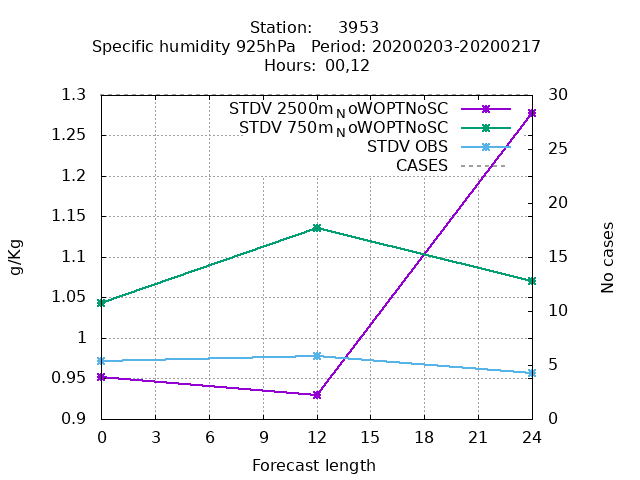 Station: 3953
Specific humidity 925hPa Period: 20200203-20200217
Hours: 00,12
STDV 2500m_NoWOPTNoSC
STDV 750m_NoWOPTNoSC
STDV OBS
CASES
g/Kg
1.3
1.25
1.2
1.15
1.1
1.05
1
0.95
0.9
30
25
20
15
10
5
0
No cases
0 3 6 9 12 15 18 21 24
Forecast length